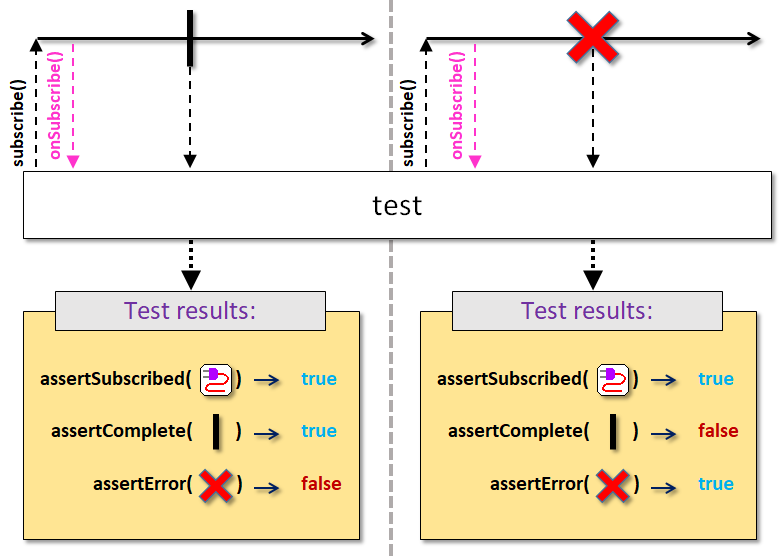 subscribe()
onSubscribe()
subscribe()
onSubscribe()
test
Test results:
assertSubscribed( ) true
assertComplete( ) true
assertError( ) false
Test results:
assertSubscribed( ) true
assertComplete( ) false
assertError( ) true